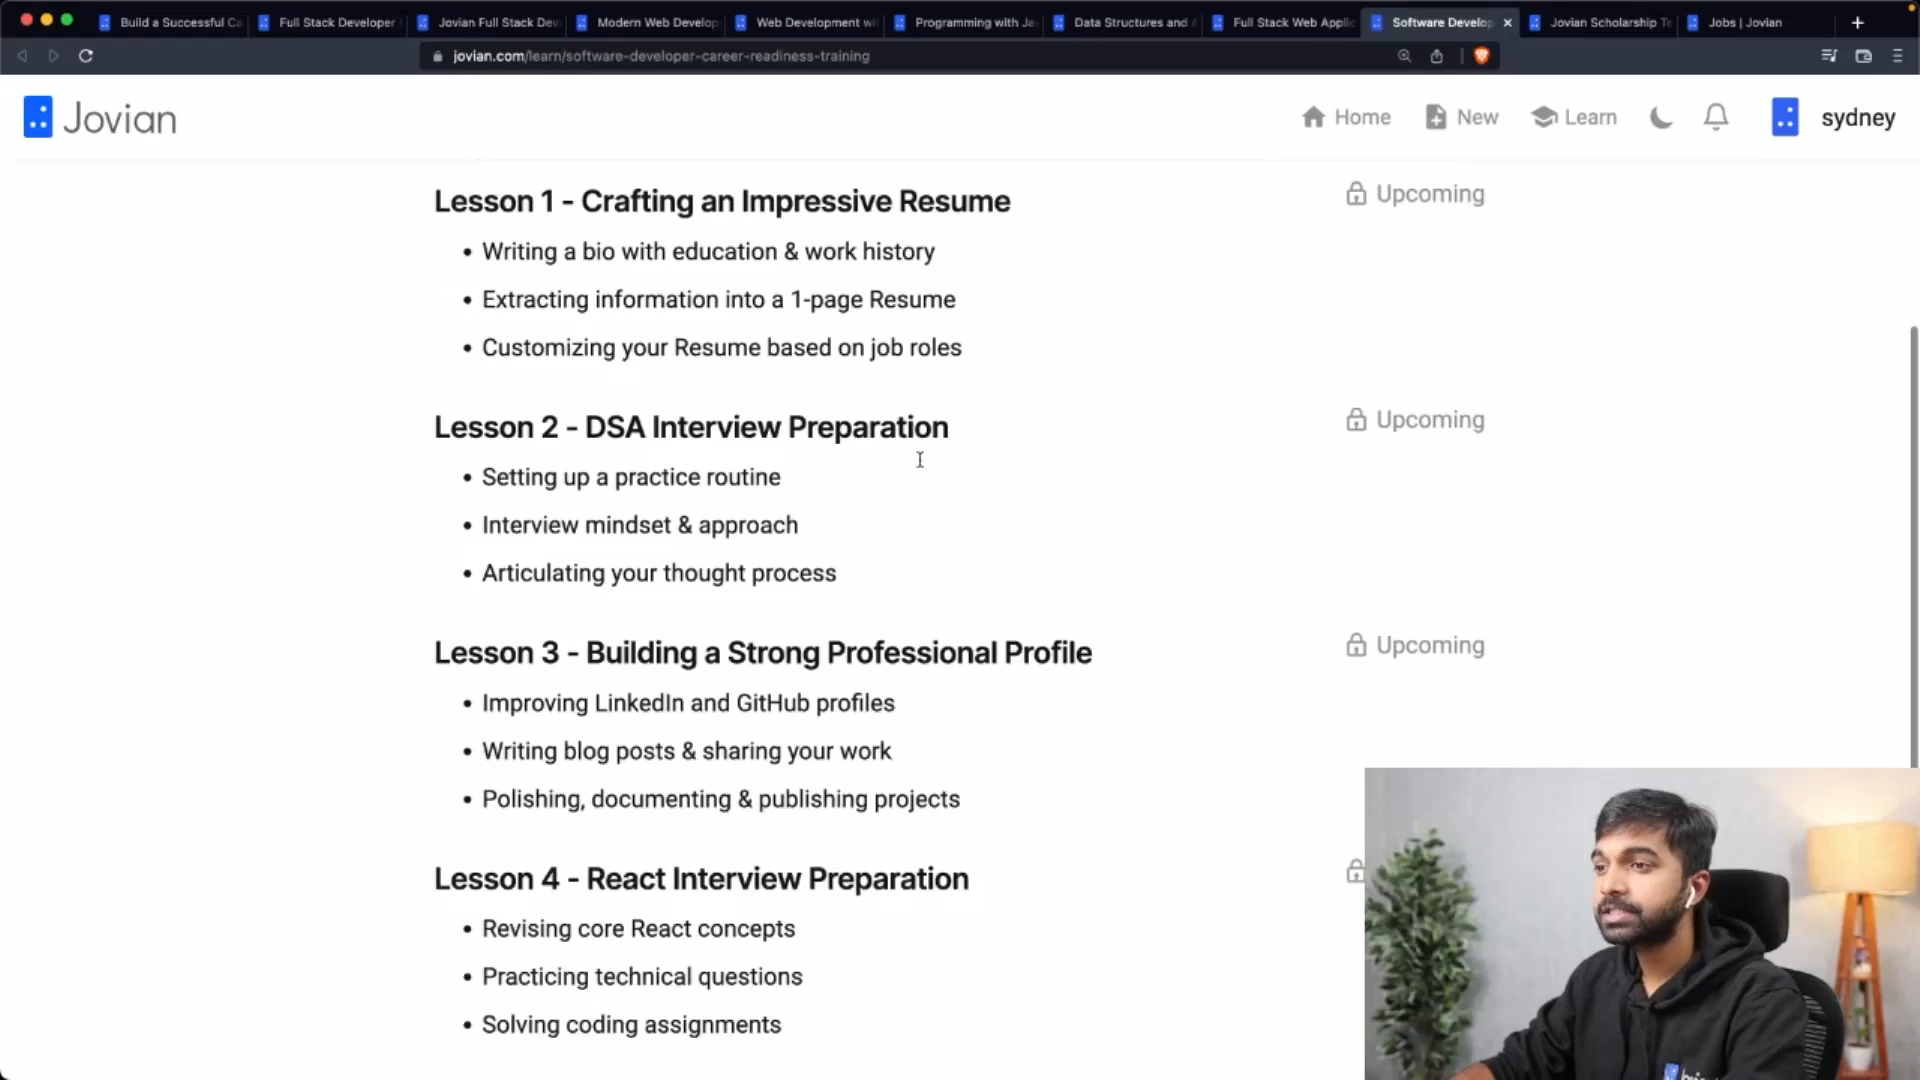 Build a Successful Ca
Full Stack Developer
Jovian Full Stack Dev
Modern Web Develop
Web Development wi
Programming with Ja
Data Structures and A
Full Stack Web Applic
Software Develop
Jovian Scholarship Te
Jobs | Jovian
jovian.com/learn/software-developer-career-readiness-training
Jovian
Home
New
Learn
sydney
Lesson 1 - Crafting an Impressive Resume
Upcoming
• Writing a bio with education & work history
• Extracting information into a 1-page Resume
• Customizing your Resume based on job roles
Lesson 2 - DSA Interview Preparation
Upcoming
• Setting up a practice routine
• Interview mindset & approach
• Articulating your thought process
Lesson 3 - Building a Strong Professional Profile
Upcoming
• Improving LinkedIn and GitHub profiles
• Writing blog posts & sharing your work
• Polishing, documenting & publishing projects
Lesson 4 - React Interview Preparation
• Revising core React concepts
• Practicing technical questions
• Solving coding assignments